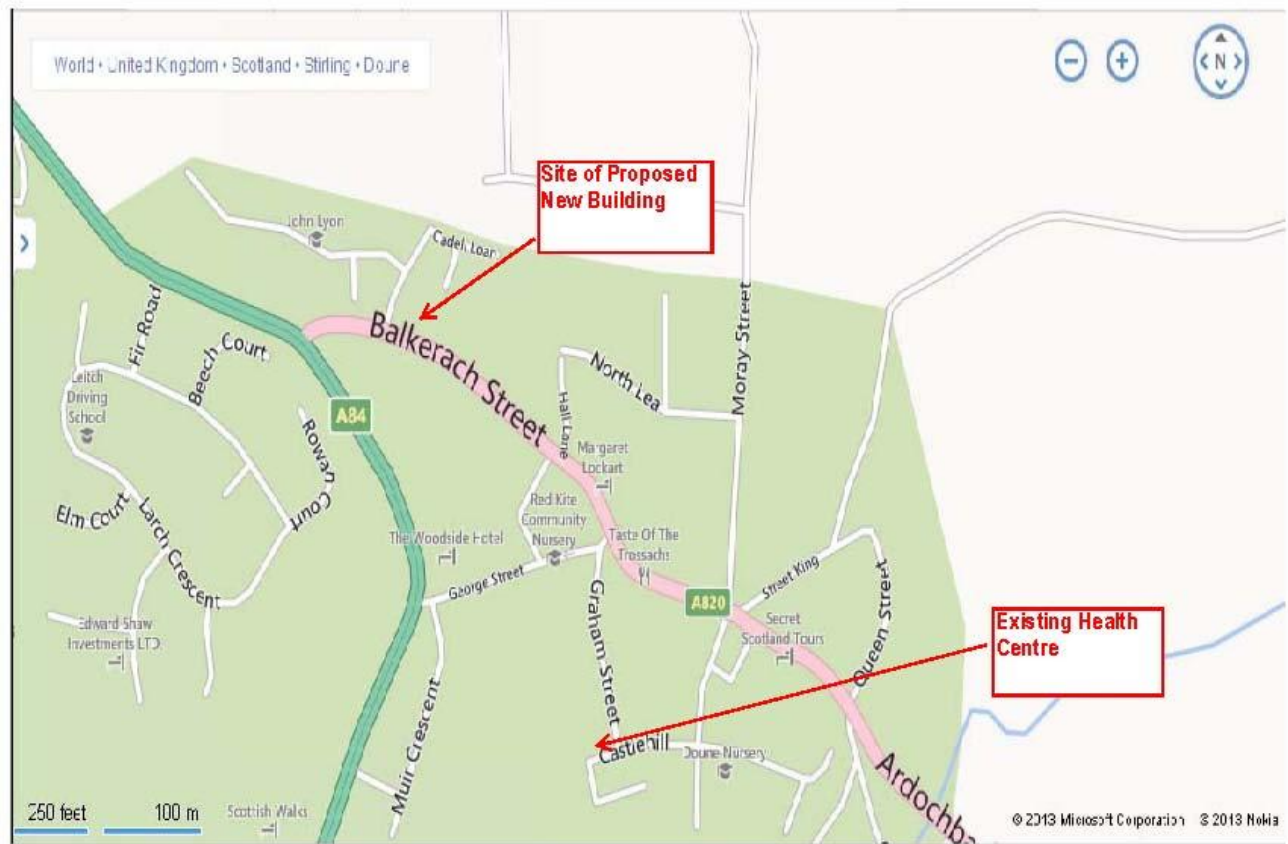 World • United Kingdom • Scotland • Stirling • Doune
N
Site of Proposed
New Building
John Lyon
Cadell Loan
Balkerach Street
Fir Road
Beech Court
Leitch
Driving
School
A84
Rowan Court
Elm Court
Larch Crescent
Edward Shaw
Investments LTD.
North Lea
Hall Lane
Moray Street
Margaret
Lockart
Red Kite
Community
Nursery
Taste Of The
Trossachs
The Woodside Hotel
George Street
Graham Street
A820
Street King
Secret
Scotland Tours
Queen Street
Existing Health
Centre
Castlehill
Doune Nursery
Muir Crescent
Scottish Walks
Ardochba
250 feet
100 m
© 2013 Microsoft Corporation © 2013 Nokia